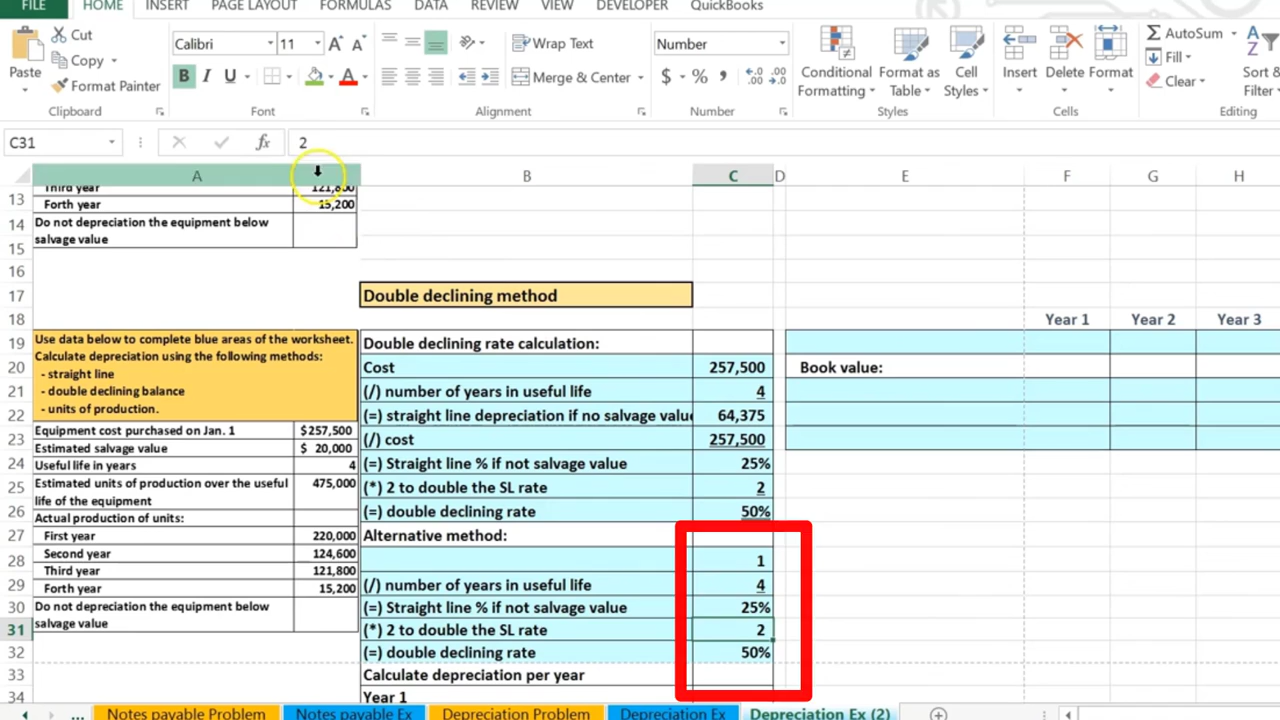 FILE HOME INSERT PAGE LAYOUT FORMULAS DATA REVIEW VIEW DEVELOPER QuickBooks
Paste
Cut
Copy
Format Painter
Clipboard
Calibri 11
B I U
Font
Wrap Text
Merge & Center
Alignment
Number
$ % ,
Number
Conditional Formatting
Format as Table
Cell Styles
Styles
Insert Delete Format
Cells
AutoSum
Fill
Clear
Sort &
Filter
Editing
C31 fx 2
A B C D E F G H
13 Third year 121,800
Forth year 15,200
14 Do not depreciation the equipment below
salvage value
15
16
17 Double declining method
18 Year 1 Year 2 Year 3
19 Use data below to complete blue areas of the worksheet. Double declining rate calculation:
Calculate depreciation using the following methods:
20 - straight line Cost 257,500 Book value:
21 - double declining balance (/) number of years in useful life 4
22 - units of production. (=) straight line depreciation if no salvage value 64,375
23 Equipment cost purchased on Jan. 1 $257,500 (/) cost 257,500
Estimated salvage value $ 20,000
24 Useful life in years 4 (=) Straight line % if not salvage value 25%
25 Estimated units of production over the useful 475,000 (*) 2 to double the SL rate 2
life of the equipment
26 Actual production of units: (=) double declining rate 50%
27 First year 220,000 Alternative method:
28 Second year 124,600 1
Third year 121,800
29 Forth year 15,200 (/) number of years in useful life 4
30 Do not depreciation the equipment below (=) Straight line % if not salvage value 25%
31 salvage value (*) 2 to double the SL rate 2
32 (=) double declining rate 50%
33 Calculate depreciation per year
34 Year 1
... Notes payable Problem Notes payable Ex Depreciation Problem Depreciation Ex Depreciation Ex (2)